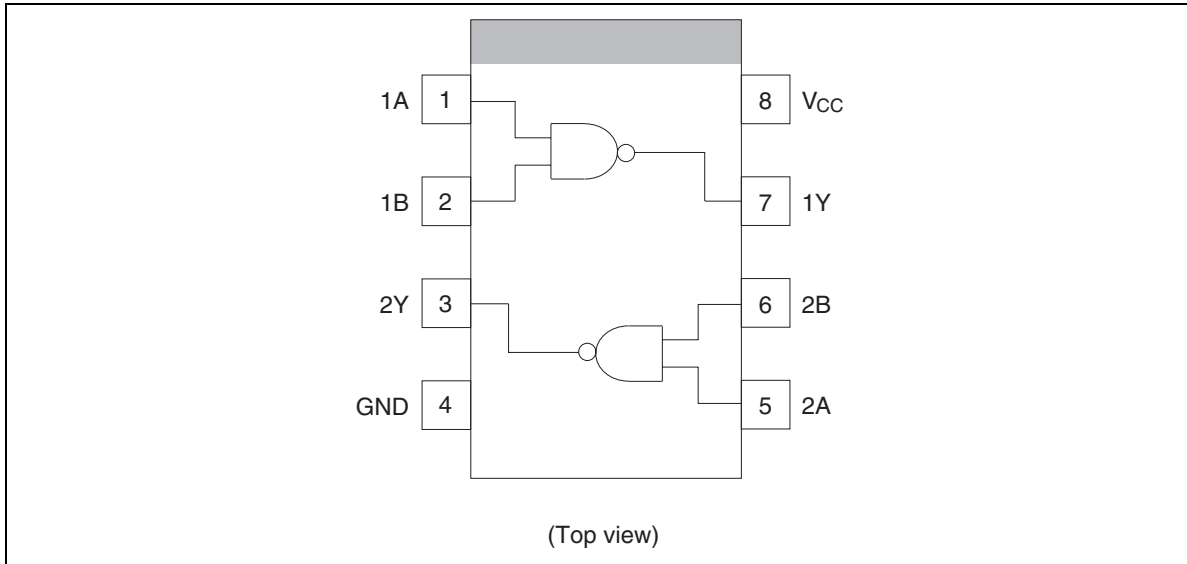 1A 1 8 VCC
1B 2 7 1Y
2Y 3 6 2B
GND 4 5 2A
(Top view)